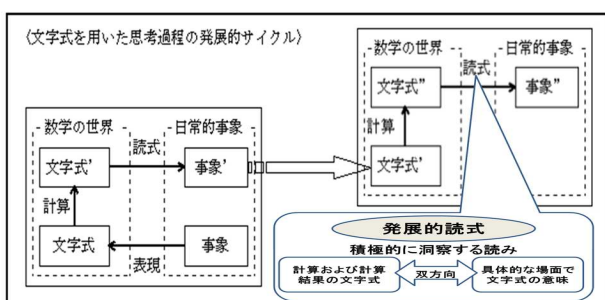 〈文字式を用いた思考過程の発展的サイクル〉
数学の世界
日常的事象
読式
文字式’
事象’
計算
文字式
事象
表現
数学の世界
日常的事象
読式
文字式”
事象”
計算
文字式’
発展的読式
積極的に洞察する読み
計算および計算
結果の文字式
双方向
具体的な場面で
文字式の意味